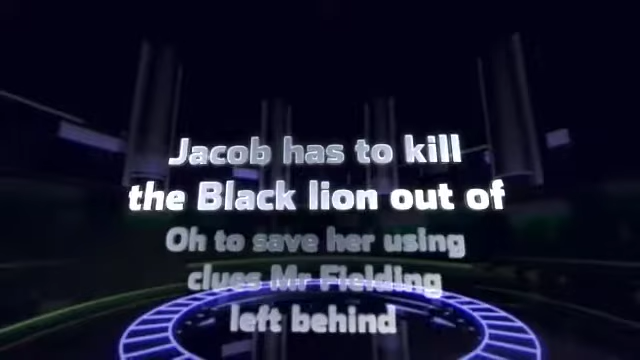 Jacob has to kill
the Black lion out of
Oh to save her using
clues Mr Fielding
left behind